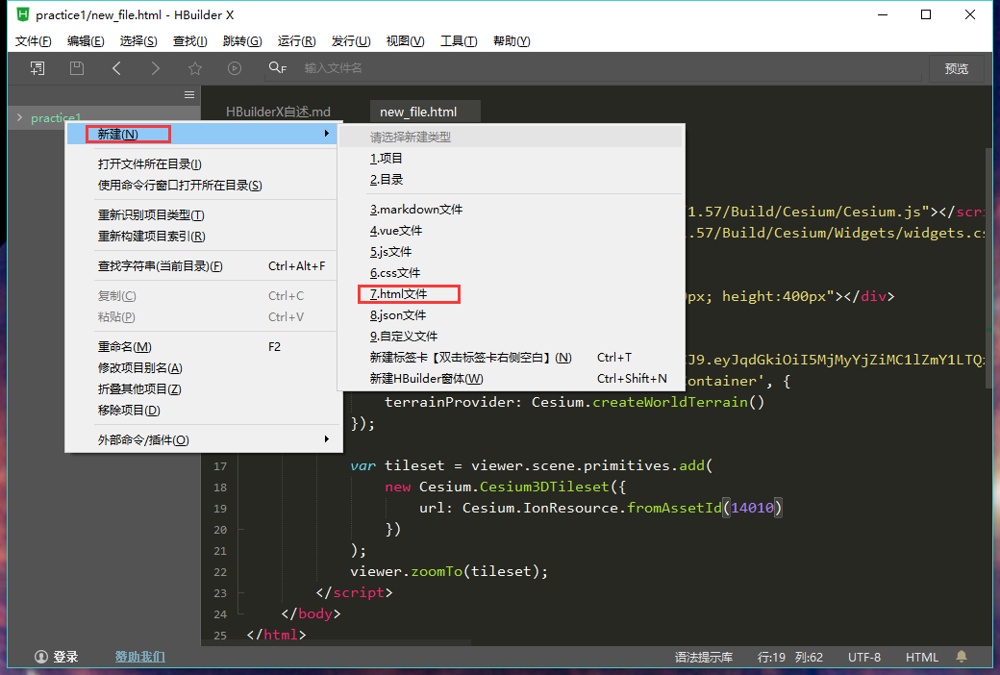 practice1/new_file.html - HBuilder X
文件(F) 编辑(E) 选择(S) 查找(I) 跳转(G) 运行(R) 发行(U) 视图(V) 工具(T) 帮助(Y)
输入文件名 预览
HBuilderX自述.md new_file.html
practice1
新建(N)
打开文件所在目录(I)
使用命令行窗口打开所在目录(S)
重新识别项目类型(T)
重新构建项目索引(R)
查找字符串(当前目录)(F) Ctrl+Alt+F
复制(C) Ctrl+C
粘贴(P) Ctrl+V
重命名(M) F2
修改项目别名(A)
折叠其他项目(Z)
移除项目(D)
外部命令/插件(O)
请选择新建类型
1.项目
2.目录
3.markdown文件
4.vue文件
5.js文件
6.css文件
7.html文件
8.json文件
9.自定义文件
新建标签卡【双击标签卡右侧空白】(N) Ctrl+T
新建HBuilder窗体(W) Ctrl+Shift+N
1.57/Build/Cesium/Cesium.js"></scri
.57/Build/Cesium/Widgets/widgets.cs
px; height:400px"></div>
J9.eyJqdGkiOiI5MjMyYjZiMC1lZmY1LTQ
ontainer', {
terrainProvider: Cesium.createWorldTerrain()
});
17 var tileset = viewer.scene.primitives.add(
18 new Cesium.Cesium3DTileset({
19 url: Cesium.IonResource.fromAssetId(14010)
20 })
21 );
22 viewer.zoomTo(tileset);
23 </script>
24 </body>
25 </html>
登录 赞助我们 语法提示库 行:19 列:62 UTF-8 HTML